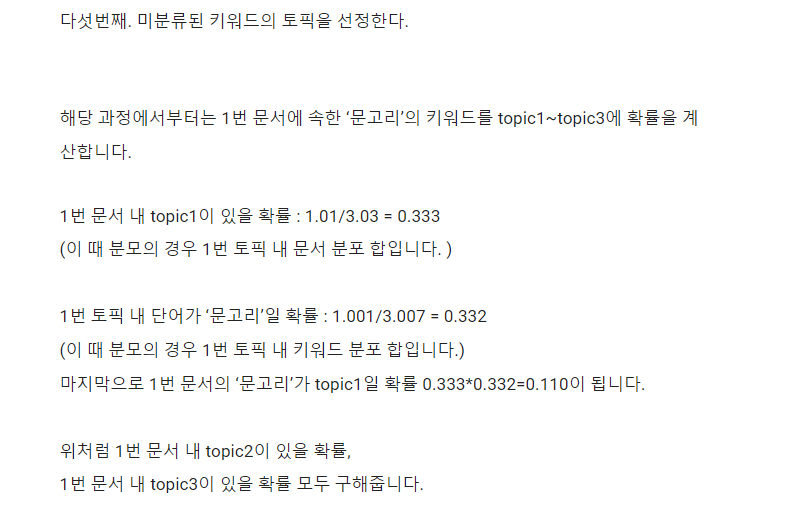 다섯번째. 미분류된 키워드의 토픽을 선정한다.
해당 과정에서부터는 1번 문서에 속한 ‘문고리’의 키워드를 topic1~topic3에 확률을 계
산합니다.
1번 문서 내 topic1이 있을 확률 : 1.01/3.03 = 0.333
(이 때 분모의 경우 1번 토픽 내 문서 분포 합입니다. )
1번 토픽 내 단어가 ‘문고리’일 확률 : 1.001/3.007 = 0.332
(이 때 분모의 경우 1번 토픽 내 키워드 분포 합입니다.)
마지막으로 1번 문서의 ‘문고리’가 topic1일 확률 0.333*0.332=0.110이 됩니다.
위처럼 1번 문서 내 topic2이 있을 확률,
1번 문서 내 topic3이 있을 확률 모두 구해줍니다.